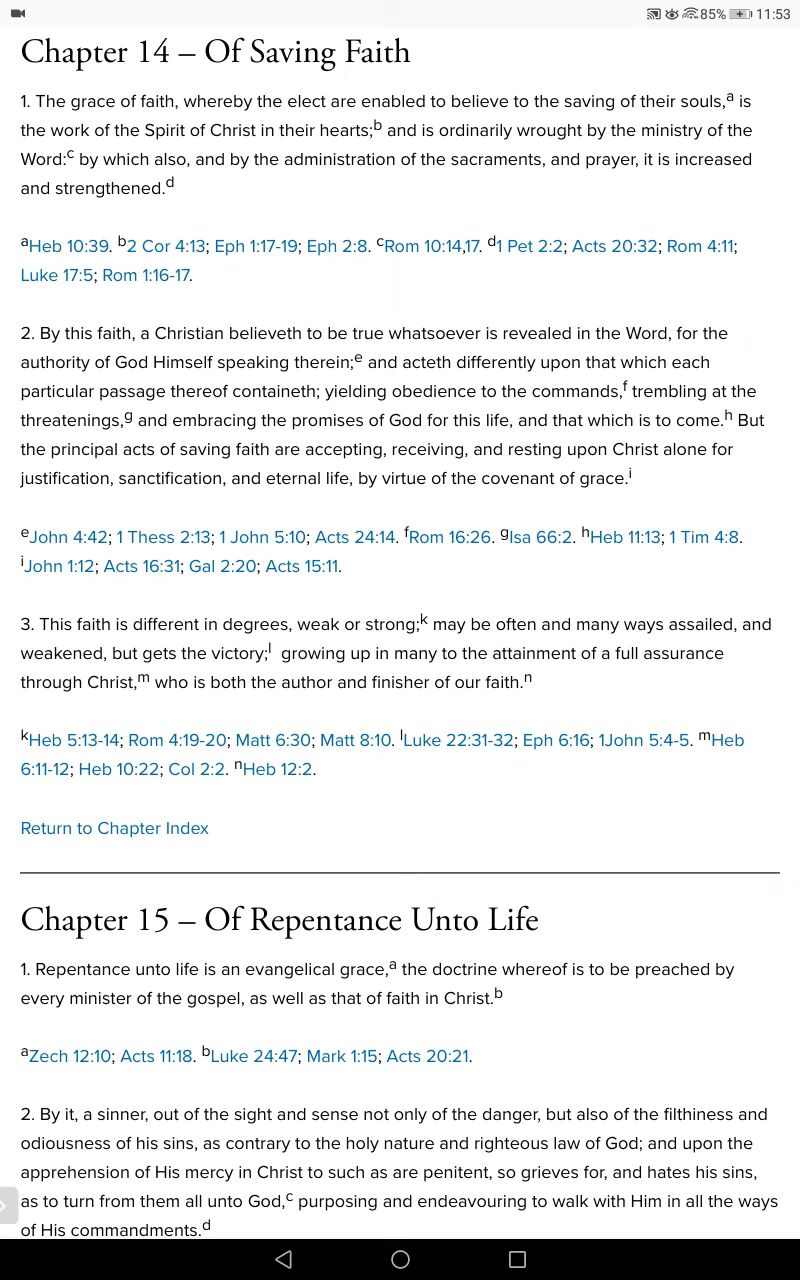 85% 11:53
Chapter 14 – Of Saving Faith
1. The grace of faith, whereby the elect are enabled to believe to the saving of their souls,a is
the work of the Spirit of Christ in their hearts;b and is ordinarily wrought by the ministry of the
Word:c by which also, and by the administration of the sacraments, and prayer, it is increased
and strengthened.d
aHeb 10:39. b2 Cor 4:13; Eph 1:17-19; Eph 2:8. cRom 10:14,17. d1 Pet 2:2; Acts 20:32; Rom 4:11;
Luke 17:5; Rom 1:16-17.
2. By this faith, a Christian believeth to be true whatsoever is revealed in the Word, for the
authority of God Himself speaking therein;e and acteth differently upon that which each
particular passage thereof containeth; yielding obedience to the commands,f trembling at the
threatenings,g and embracing the promises of God for this life, and that which is to come.h But
the principal acts of saving faith are accepting, receiving, and resting upon Christ alone for
justification, sanctification, and eternal life, by virtue of the covenant of grace.i
eJohn 4:42; 1 Thess 2:13; 1 John 5:10; Acts 24:14. fRom 16:26. gIsa 66:2. hHeb 11:13; 1 Tim 4:8.
iJohn 1:12; Acts 16:31; Gal 2:20; Acts 15:11.
3. This faith is different in degrees, weak or strong;k may be often and many ways assailed, and
weakened, but gets the victory;l growing up in many to the attainment of a full assurance
through Christ,m who is both the author and finisher of our faith.n
kHeb 5:13-14; Rom 4:19-20; Matt 6:30; Matt 8:10. lLuke 22:31-32; Eph 6:16; 1John 5:4-5. mHeb
6:11-12; Heb 10:22; Col 2:2. nHeb 12:2.
Return to Chapter Index
Chapter 15 – Of Repentance Unto Life
1. Repentance unto life is an evangelical grace,a the doctrine whereof is to be preached by
every minister of the gospel, as well as that of faith in Christ.b
aZech 12:10; Acts 11:18. bLuke 24:47; Mark 1:15; Acts 20:21.
2. By it, a sinner, out of the sight and sense not only of the danger, but also of the filthiness and
odiousness of his sins, as contrary to the holy nature and righteous law of God; and upon the
apprehension of His mercy in Christ to such as are penitent, so grieves for, and hates his sins,
as to turn from them all unto God,c purposing and endeavouring to walk with Him in all the ways
of His commandments.d